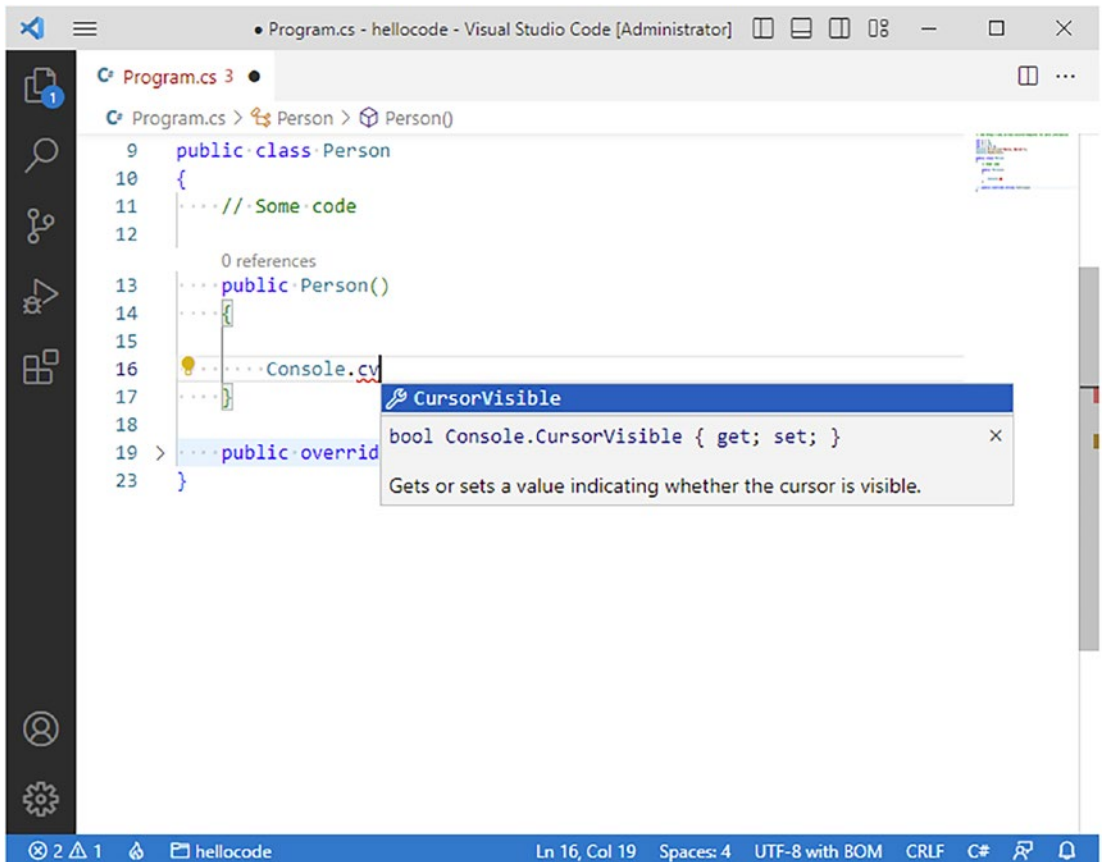 ● Program.cs - hellocode - Visual Studio Code [Administrator]
C# Program.cs 3 ●
C# Program.cs > Person > Person()
9 public class Person
10 {
11 // Some code
12
0 references
13 public Person()
14 {
15
16 Console.cv
17 }
18
19 > public overrid
23 }
CursorVisible
bool Console.CursorVisible { get; set; }
Gets or sets a value indicating whether the cursor is visible.
1
2 1 hellocode Ln 16, Col 19 Spaces: 4 UTF-8 with BOM CRLF C#